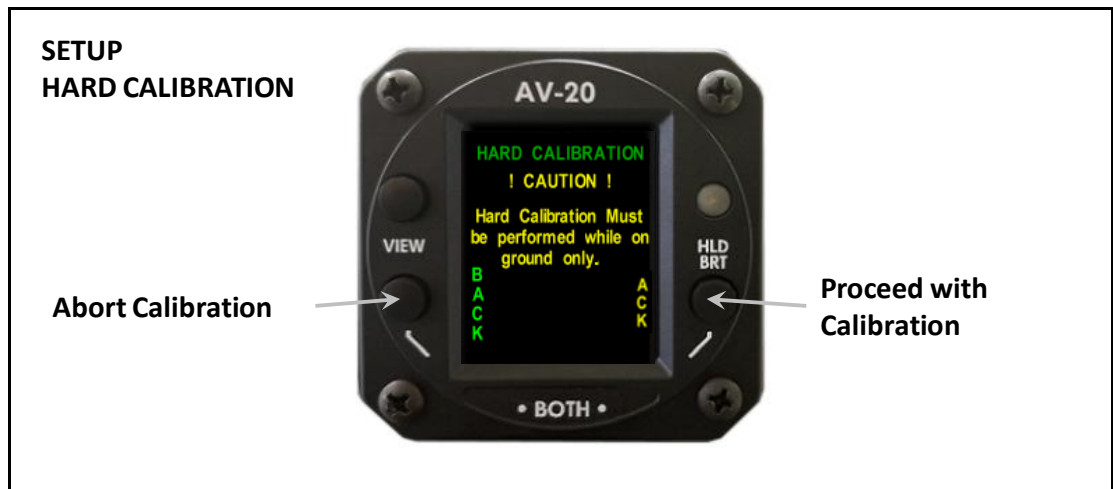 SETUP
HARD CALIBRATION
AV-20
HARD CALIBRATION
! CAUTION !
Hard Calibration Must
be performed while on
ground only.
VIEW
HLD
BRT
B
A
C
K
A
C
K
Abort Calibration
Proceed with
Calibration
• BOTH •